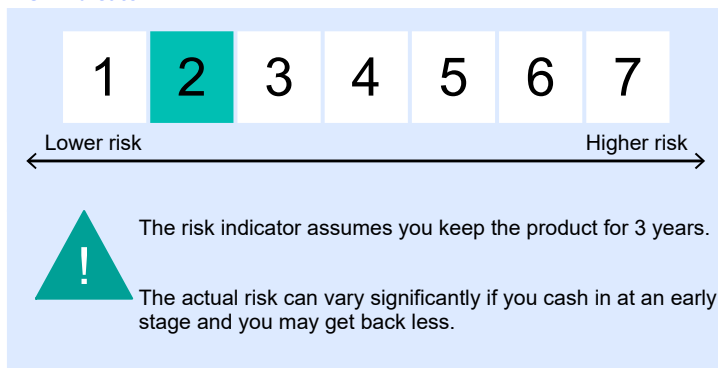 1 2 3 4 5 6 7
Lower risk Higher risk
!
The risk indicator assumes you keep the product for 3 years.
The actual risk can vary significantly if you cash in at an early
stage and you may get back less.